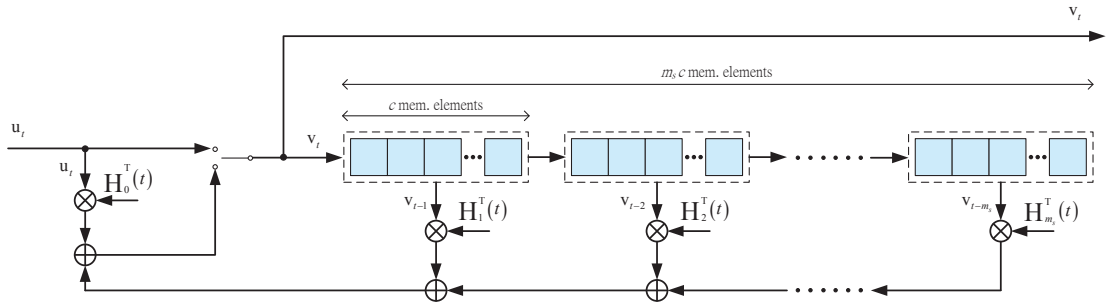 v_t
m_s c mem. elements
c mem. elements
u_t
v_t
u_t
H_0^T(t)
v_{t-1}
H_1^T(t)
v_{t-2}
H_2^T(t)
v_{t-m_s}
H_{m_s}^T(t)